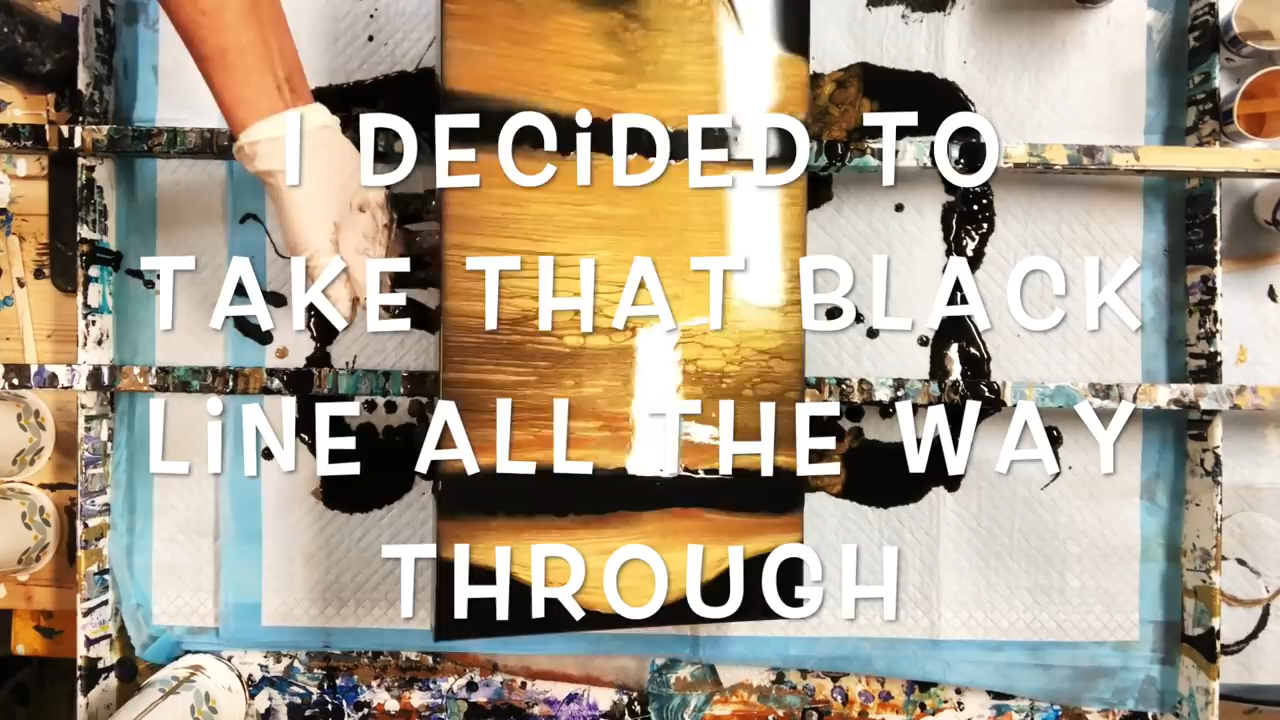 I DECiDED TO
TAKE THAT BLACK
LiNE ALL THE WAY
THROUGH